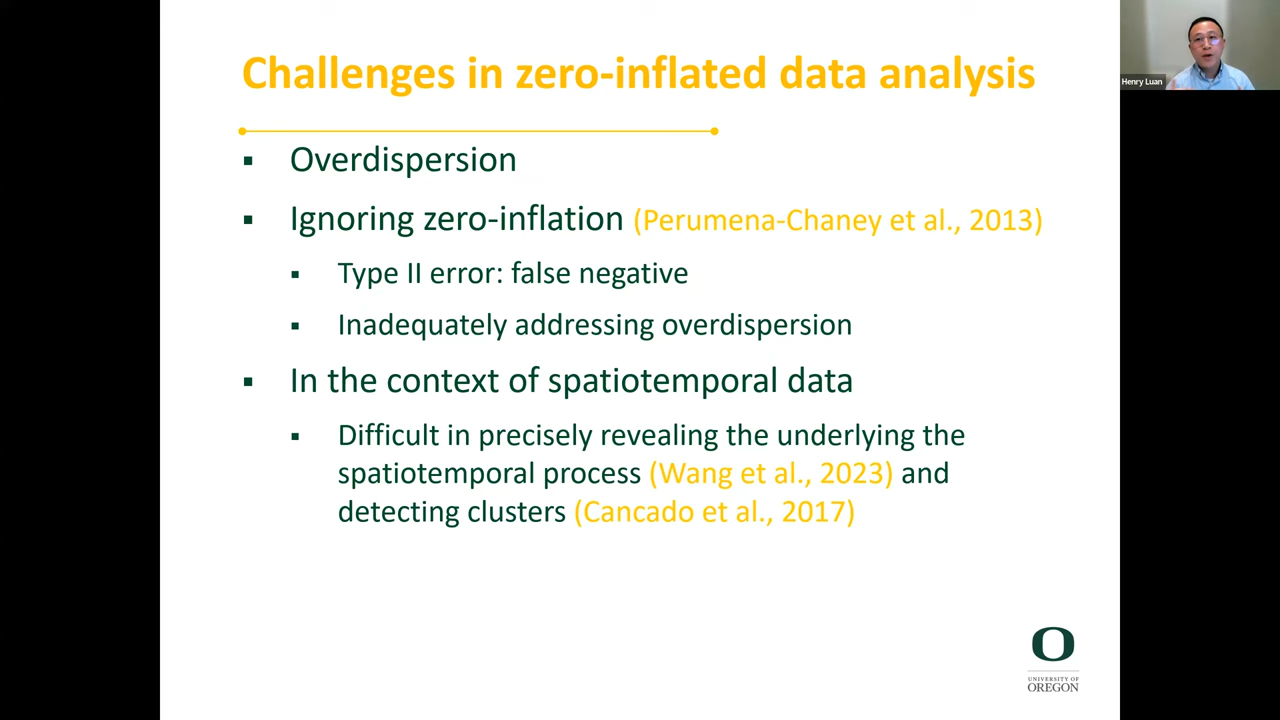 Challenges in zero-inflated data analysis
Henry Luan
▪ Overdispersion
▪ Ignoring zero-inflation (Perumena-Chaney et al., 2013)
▪ Type II error: false negative
▪ Inadequately addressing overdispersion
▪ In the context of spatiotemporal data
▪ Difficult in precisely revealing the underlying the
spatiotemporal process (Wang et al., 2023) and
detecting clusters (Cancado et al., 2017)
O
UNIVERSITY OF
OREGON